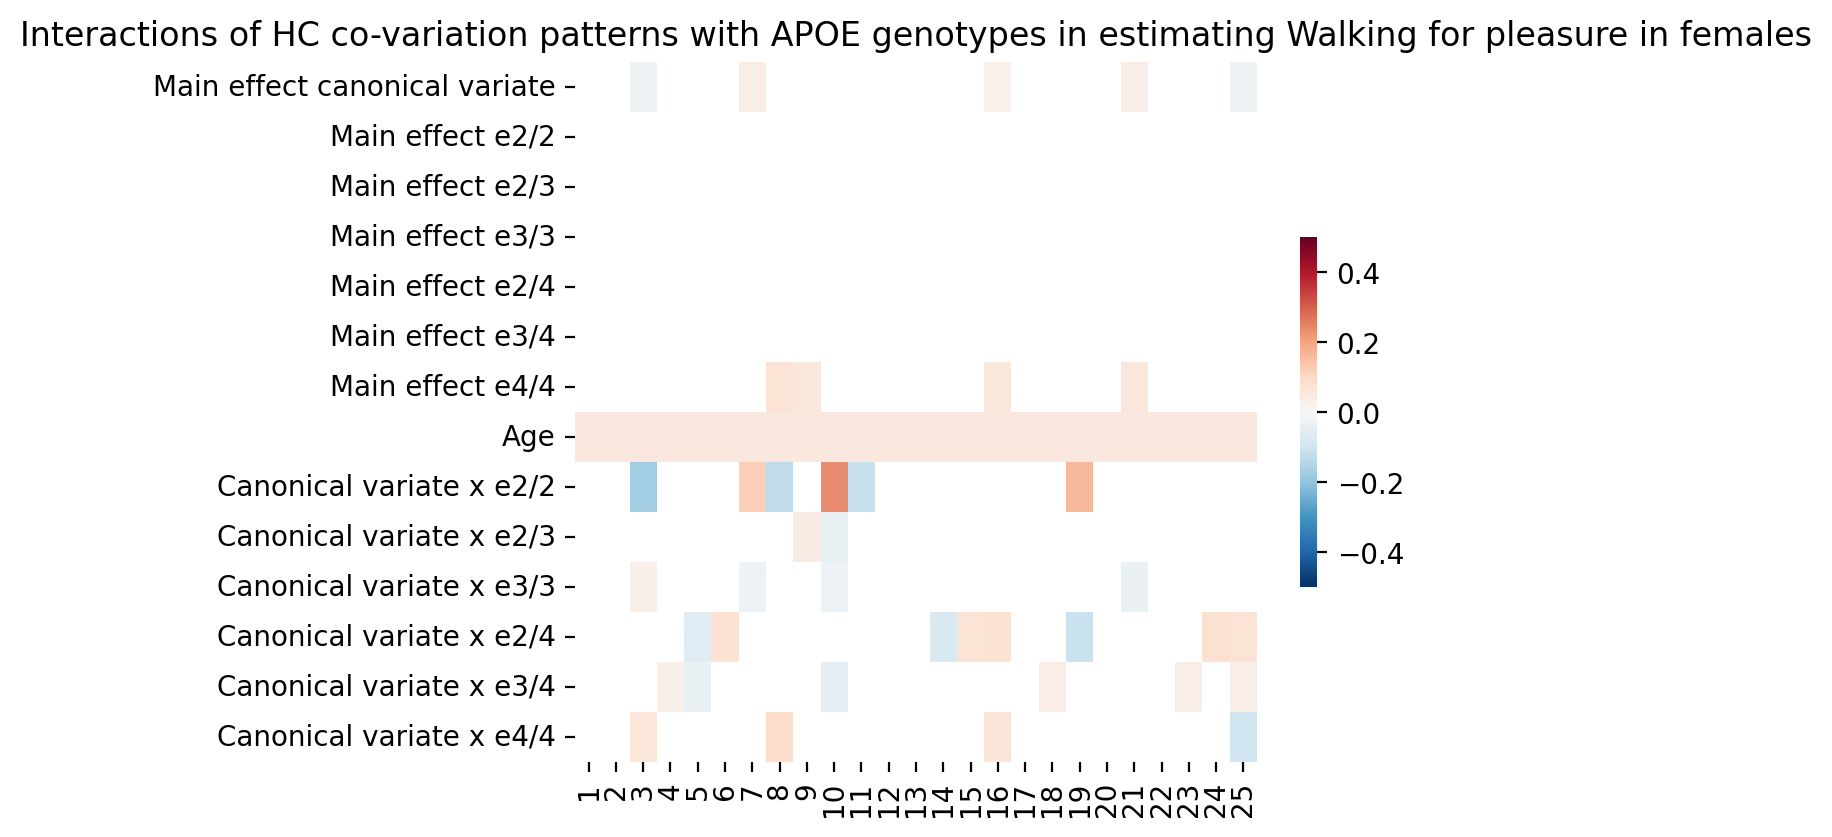 Interactions of HC co-variation patterns with APOE genotypes in estimating Walking for pleasure in females
Main effect canonical variate
Main effect e2/2
Main effect e2/3
Main effect e3/3
Main effect e2/4
Main effect e3/4
Main effect e4/4
Age
Canonical variate x e2/2
Canonical variate x e2/3
Canonical variate x e3/3
Canonical variate x e2/4
Canonical variate x e3/4
Canonical variate x e4/4
1 2 3 4 5 6 7 8 9 10 11 12 13 14 15 16 17 18 19 20 21 22 23 24 25
0.4
0.2
0.0
−0.2
−0.4